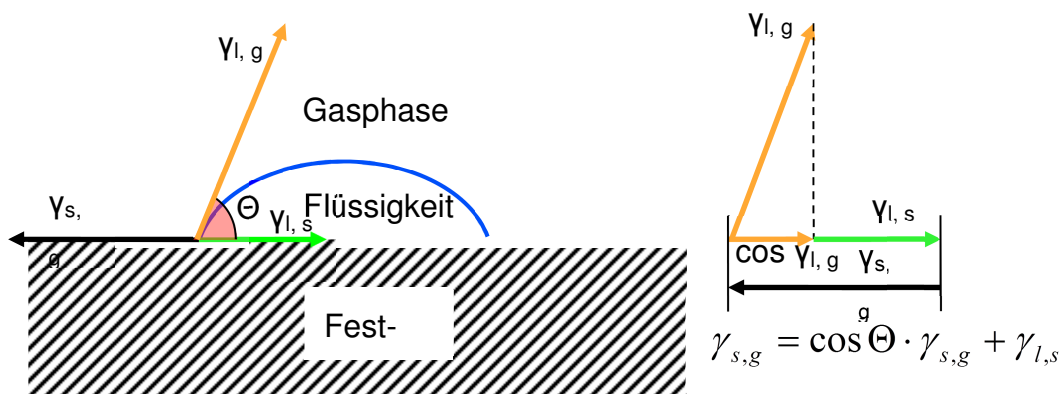 γl, g
Gasphase
γs,
g
Θ
γl, s
Flüssigkeit
Fest-
γl, g
γl, s
cos γl, g
γs,
g
γs,g = cos Θ · γs,g + γl,s